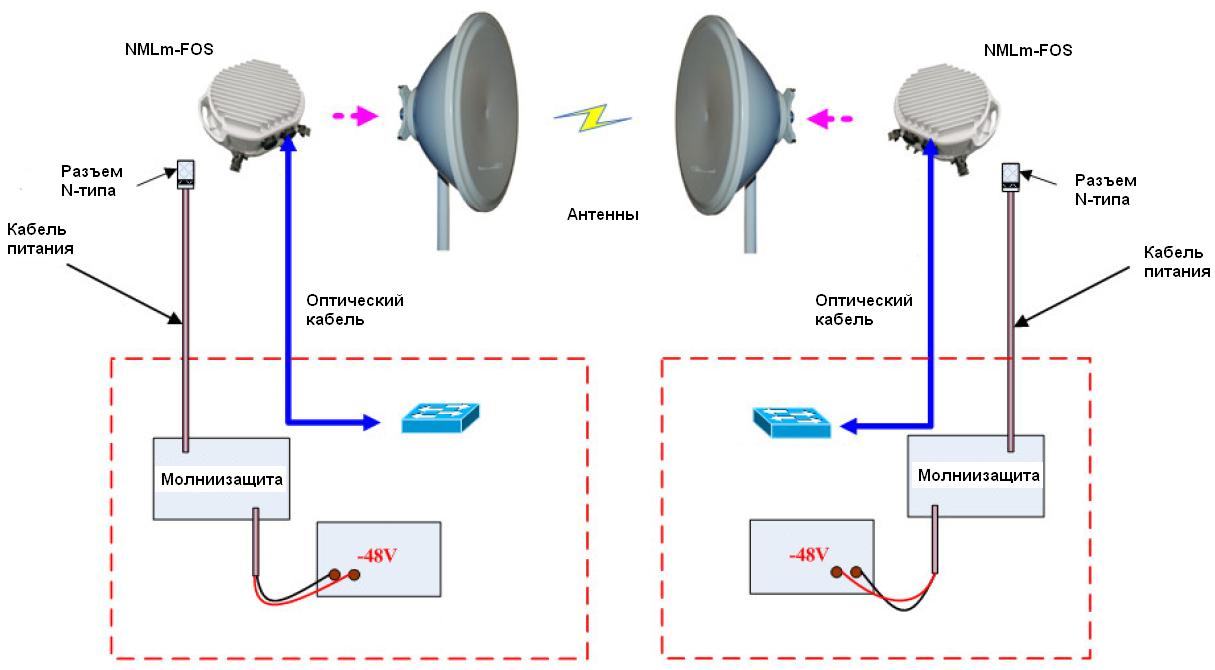 NMLm-FOS
NMLm-FOS
Разъем
N-типа
Разъем
N-типа
Антенны
Кабель
питания
Кабель
питания
Оптический
кабель
Оптический
кабель
Молниизащита
Молниизащита
-48V
-48V